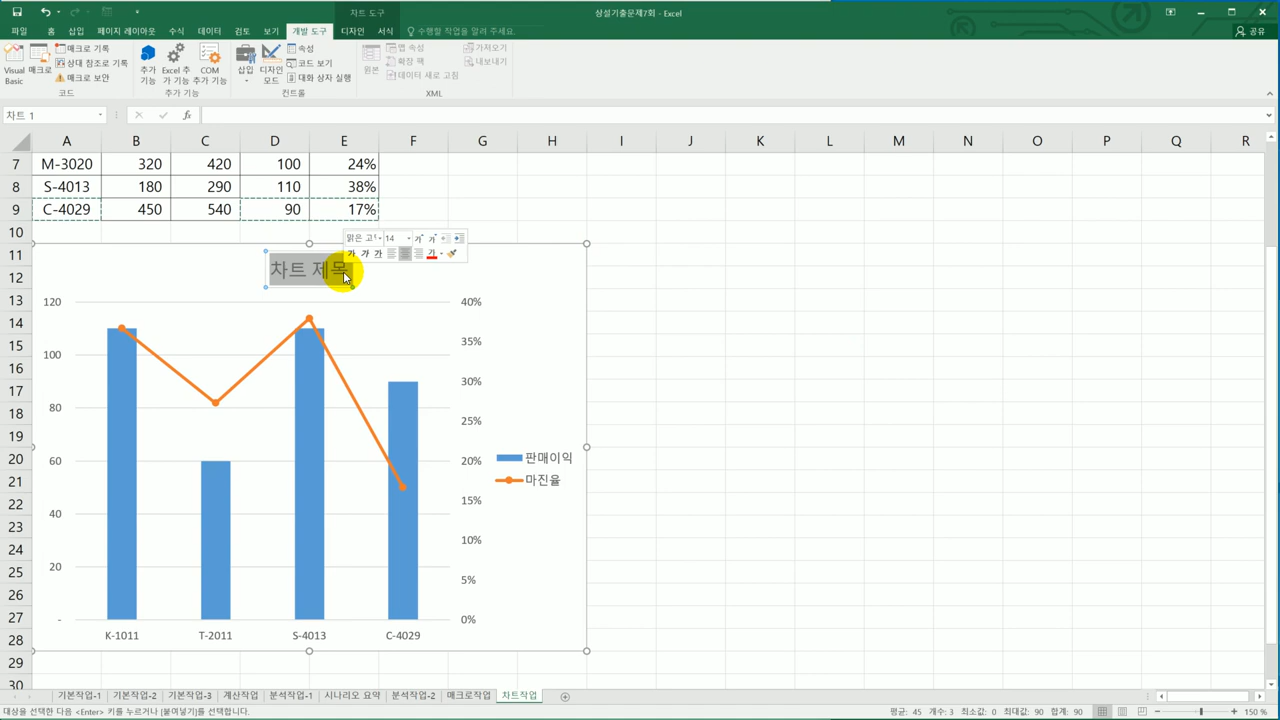 차트 도구
상설기출문제7회 - Excel
파일 홈 삽입 페이지 레이아웃 수식 데이터 검토 보기 개발 도구 디자인 서식 수행할 작업을 알려 주세요. 공유
Visual Basic 매크로 매크로 기록 상대 참조로 기록 매크로 보안
추가 기능 Excel 추가 기능 COM 추가 기능
삽입 디자인 모드 속성 코드 보기 대화 상자 실행
원본 맵 속성 확장 팩 데이터 새로 고침 가져오기 내보내기
코드 추가 기능 컨트롤 XML
차트 1 fx
A B C D E F G H I J K L M N O P Q R
7 M-3020 320 420 100 24%
8 S-4013 180 290 110 38%
9 C-4029 450 540 90 17%
10
맑은 고딕 14
가 가 가 가
11
12
13
14
15
16
17
18
19
20
21
22
23
24
25
26
27
28
29
30
차트 제목
120
100
80
60
40
20
-
40%
35%
30%
25%
20%
15%
10%
5%
0%
판매이익
마진율
K-1011 T-2011 S-4013 C-4029
기본작업-1 기본작업-2 기본작업-3 계산작업 분석작업-1 시나리오 요약 분석작업-2 매크로작업 차트작업
대상을 선택한 다음 <Enter> 키를 누르거나 [붙여넣기]를 선택합니다. 평균: 45 개수: 3 최소값: 0 최대값: 90 합계: 90 150 %